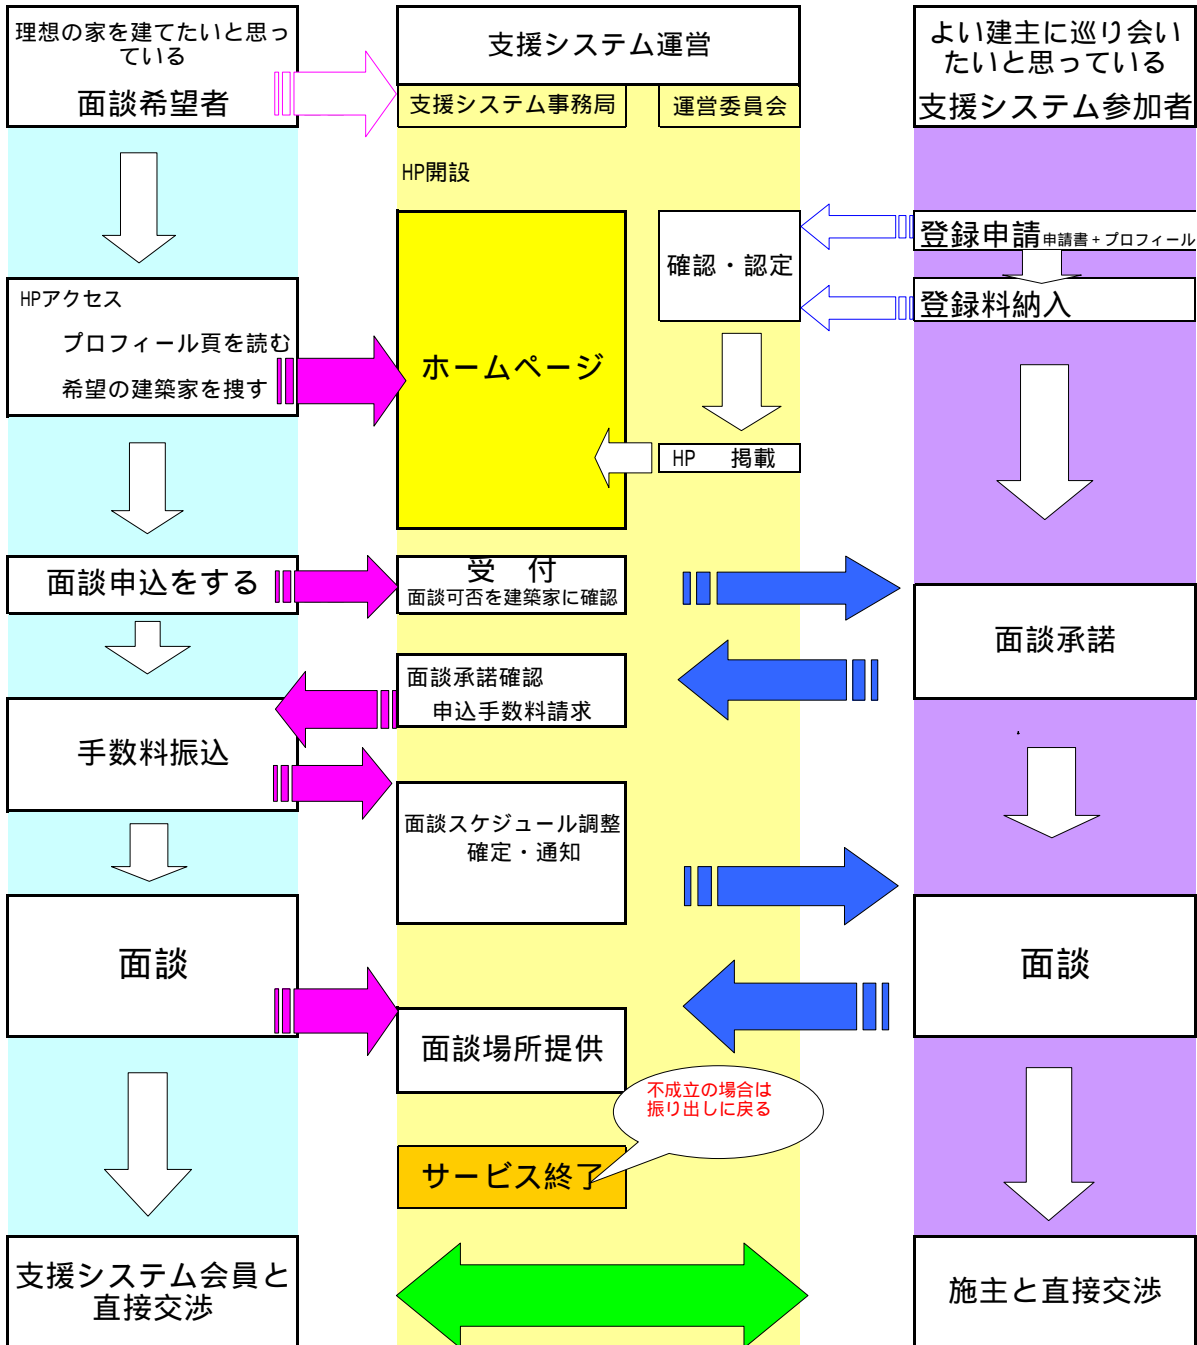 理想の家を建てたいと思っ
ている
面談希望者
支援システム運営
支援システム事務局
運営委員会
よい建主に巡り会い
たいと思っている
支援システム参加者
HP開設
登録申請 申請書+プロフィール
登録料納入
確認・認定
HPアクセス
プロフィール頁を読む
希望の建築家を捜す
ホームページ
HP 掲載
面談申込をする
受 付
面談可否を建築家に確認
面談承諾
面談承諾確認
申込手数料請求
手数料振込
面談スケジュール調整
確定・通知
面談
面談
面談場所提供
不成立の場合は
振り出しに戻る
サービス終了
支援システム会員と
直接交渉
施主と直接交渉